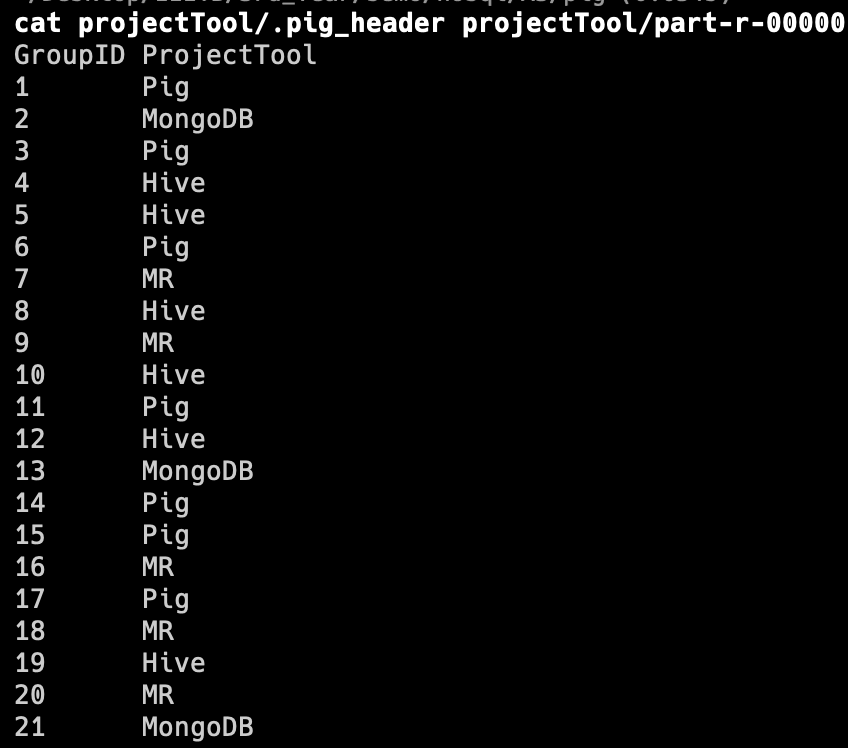 cat projectTool/.pig_header projectTool/part-r-00000
GroupID ProjectTool
1 Pig
2 MongoDB
3 Pig
4 Hive
5 Hive
6 Pig
7 MR
8 Hive
9 MR
10 Hive
11 Pig
12 Hive
13 MongoDB
14 Pig
15 Pig
16 MR
17 Pig
18 MR
19 Hive
20 MR
21 MongoDB